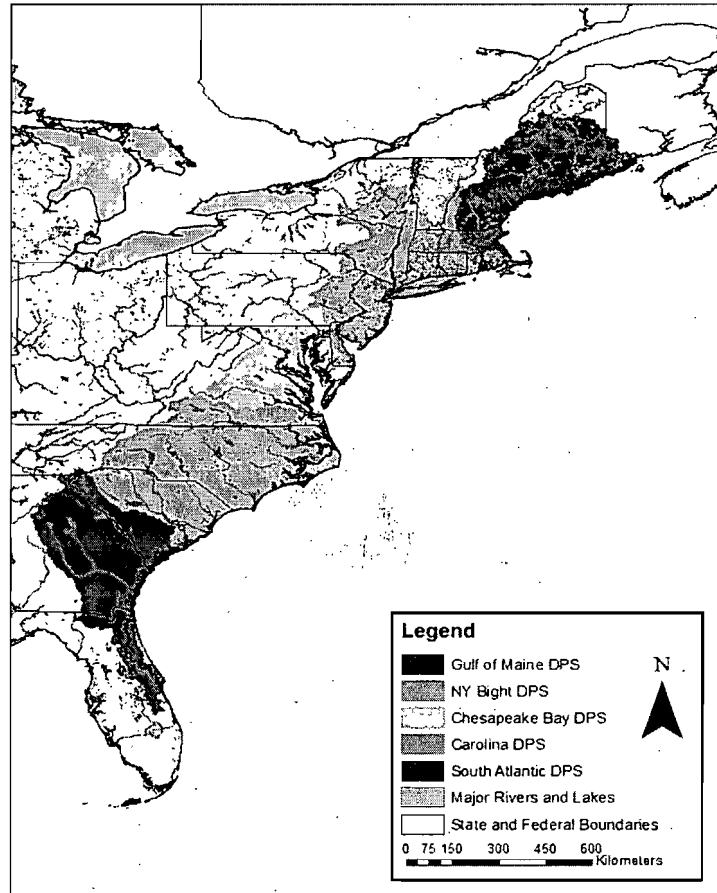 Legend
Gulf of Maine DPS
NY Bight DPS
Chesapeake Bay DPS
Carolina DPS
South Atlantic DPS
Major Rivers and Lakes
State and Federal Boundaries
N
0 75 150 300 450 600
Kilometers